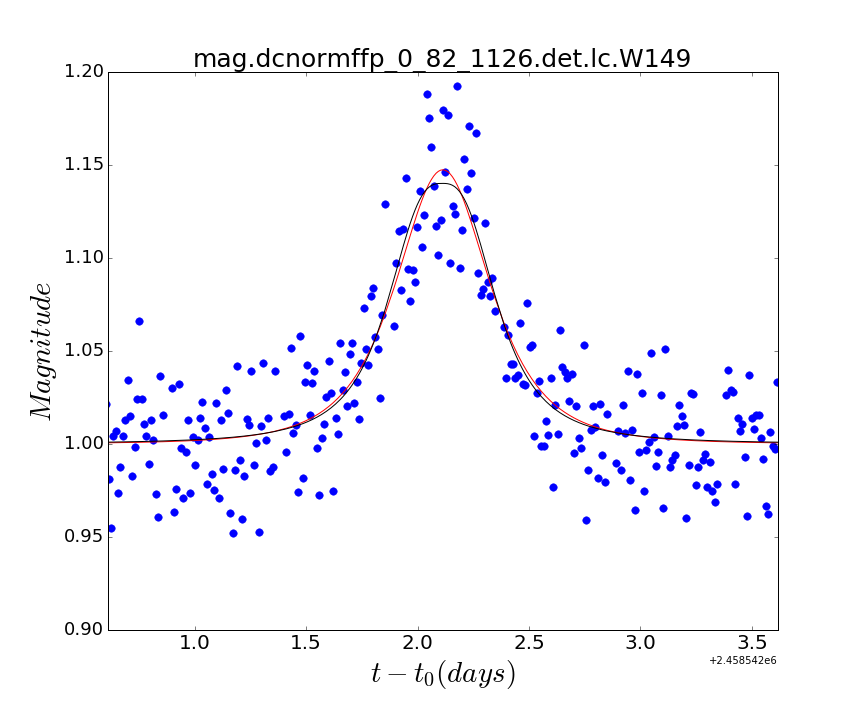 mag.dcnormffp_0_82_1126.det.lc.W149
1.20
1.15
1.10
1.05
1.00
0.95
0.90
Magnitude
1.0 1.5 2.0 2.5 3.0 3.5
+2.458542e6
t − t₀(days)